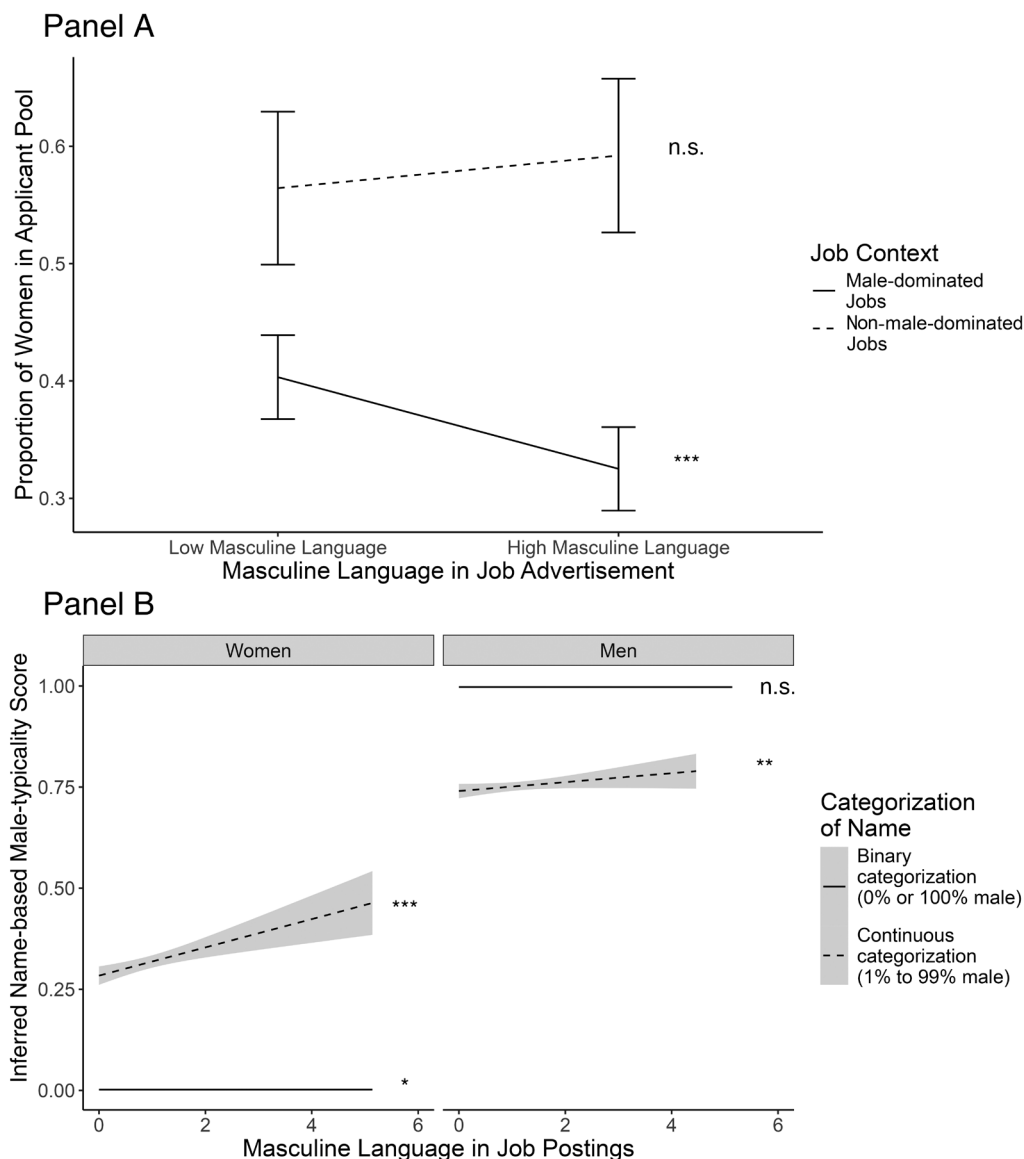 Panel A
Proportion of Women in Applicant Pool
0.6
0.5
0.4
0.3
n.s.
***
Low Masculine Language
High Masculine Language
Masculine Language in Job Advertisement
Job Context
Male-dominated
Jobs
Non-male-dominated
Jobs
Panel B
Women
Men
Inferred Name-based Male-typicality Score
1.00
0.75
0.50
0.25
0.00
***
*
n.s.
**
0 2 4 6
0 2 4 6
Masculine Language in Job Postings
Categorization
of Name
Binary
categorization
(0% or 100% male)
Continuous
categorization
(1% to 99% male)